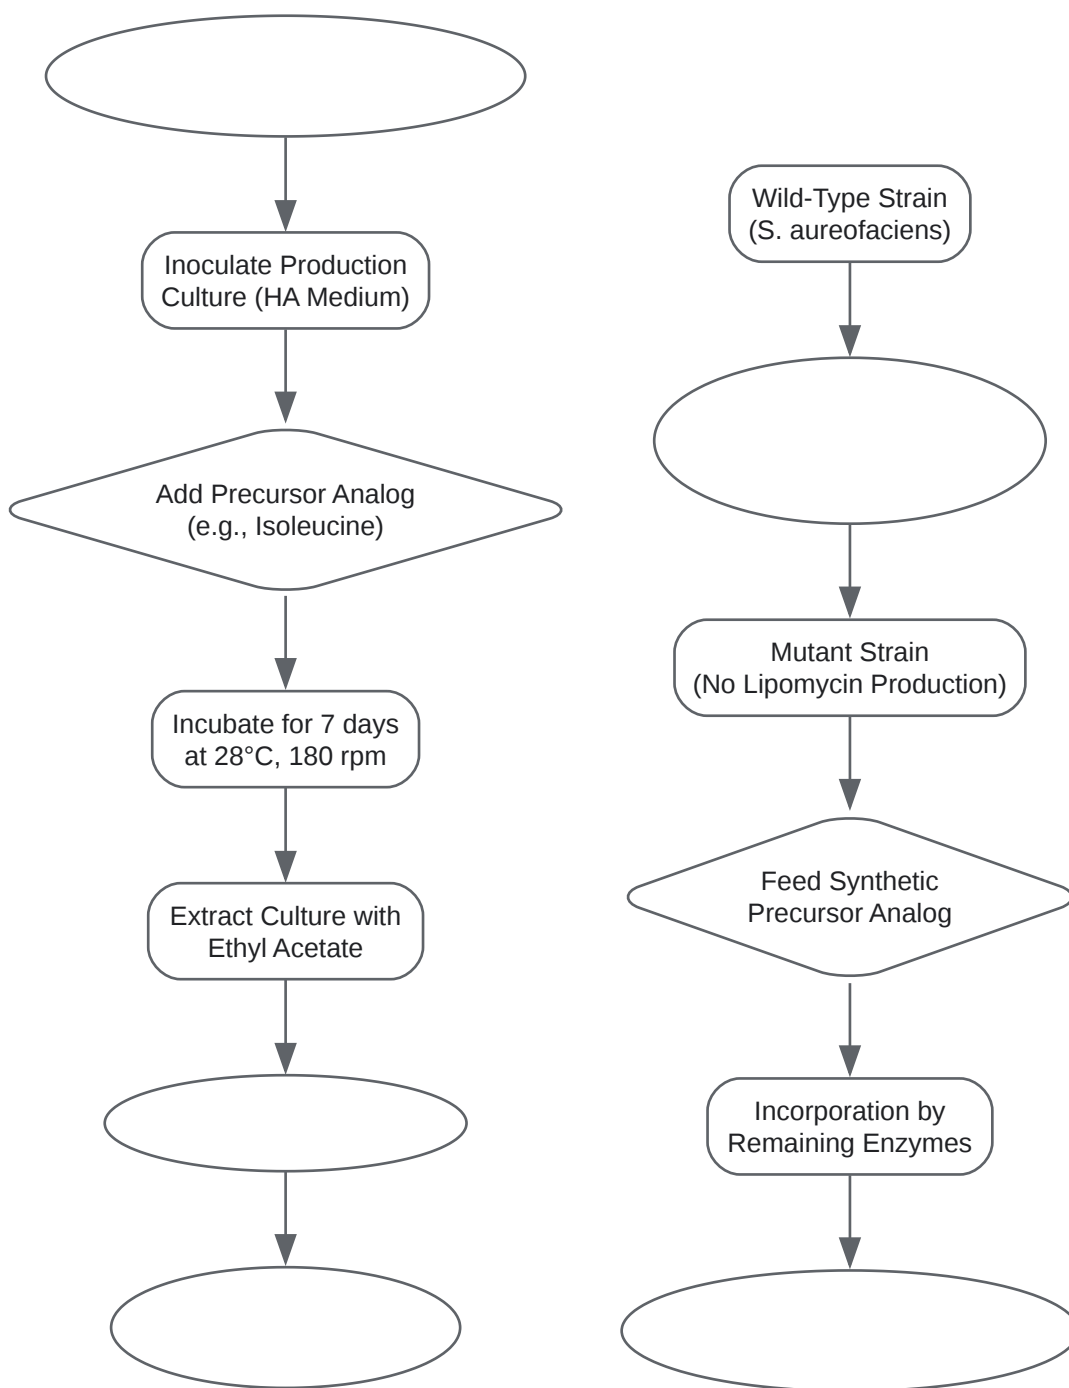 Inoculate Production
Culture (HA Medium)
Add Precursor Analog
(e.g., Isoleucine)
Incubate for 7 days
at 28°C, 180 rpm
Extract Culture with
Ethyl Acetate
Wild-Type Strain
(S. aureofaciens)
Mutant Strain
(No Lipomycin Production)
Feed Synthetic
Precursor Analog
Incorporation by
Remaining Enzymes